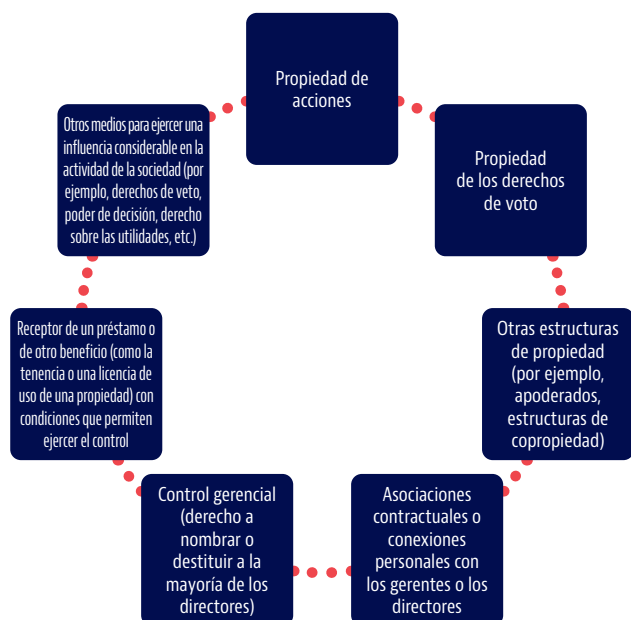 Propiedad de
acciones
Propiedad
de los derechos
de voto
Otras estructuras
de propiedad
(por ejemplo,
apoderados,
estructuras de
copropiedad)
Asociaciones
contractuales o
conexiones
personales con
los gerentes o los
directores
Control gerencial
(derecho a
nombrar o
destituir a la
mayoría de los
directores)
Receptor de un préstamo o
de otro beneficio (como la
tenencia o una licencia de
uso de una propiedad) con
condiciones que permiten
ejercer el control
Otros medios para ejercer una
influencia considerable en la
actividad de la sociedad (por
ejemplo, derechos de veto,
poder de decisión, derecho
sobre las utilidades, etc.)